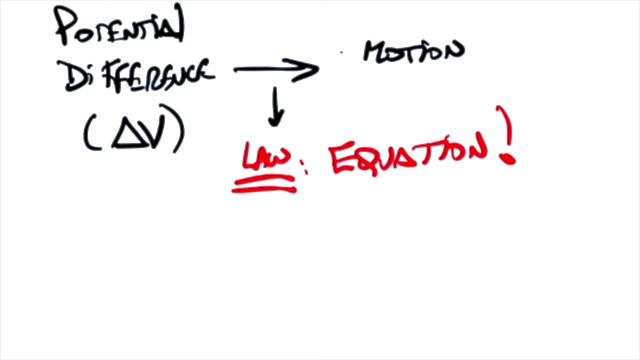 POTENTIAL
DIFFERENCE → MOTION
(ΔV) ↓
LAW: EQUATION!